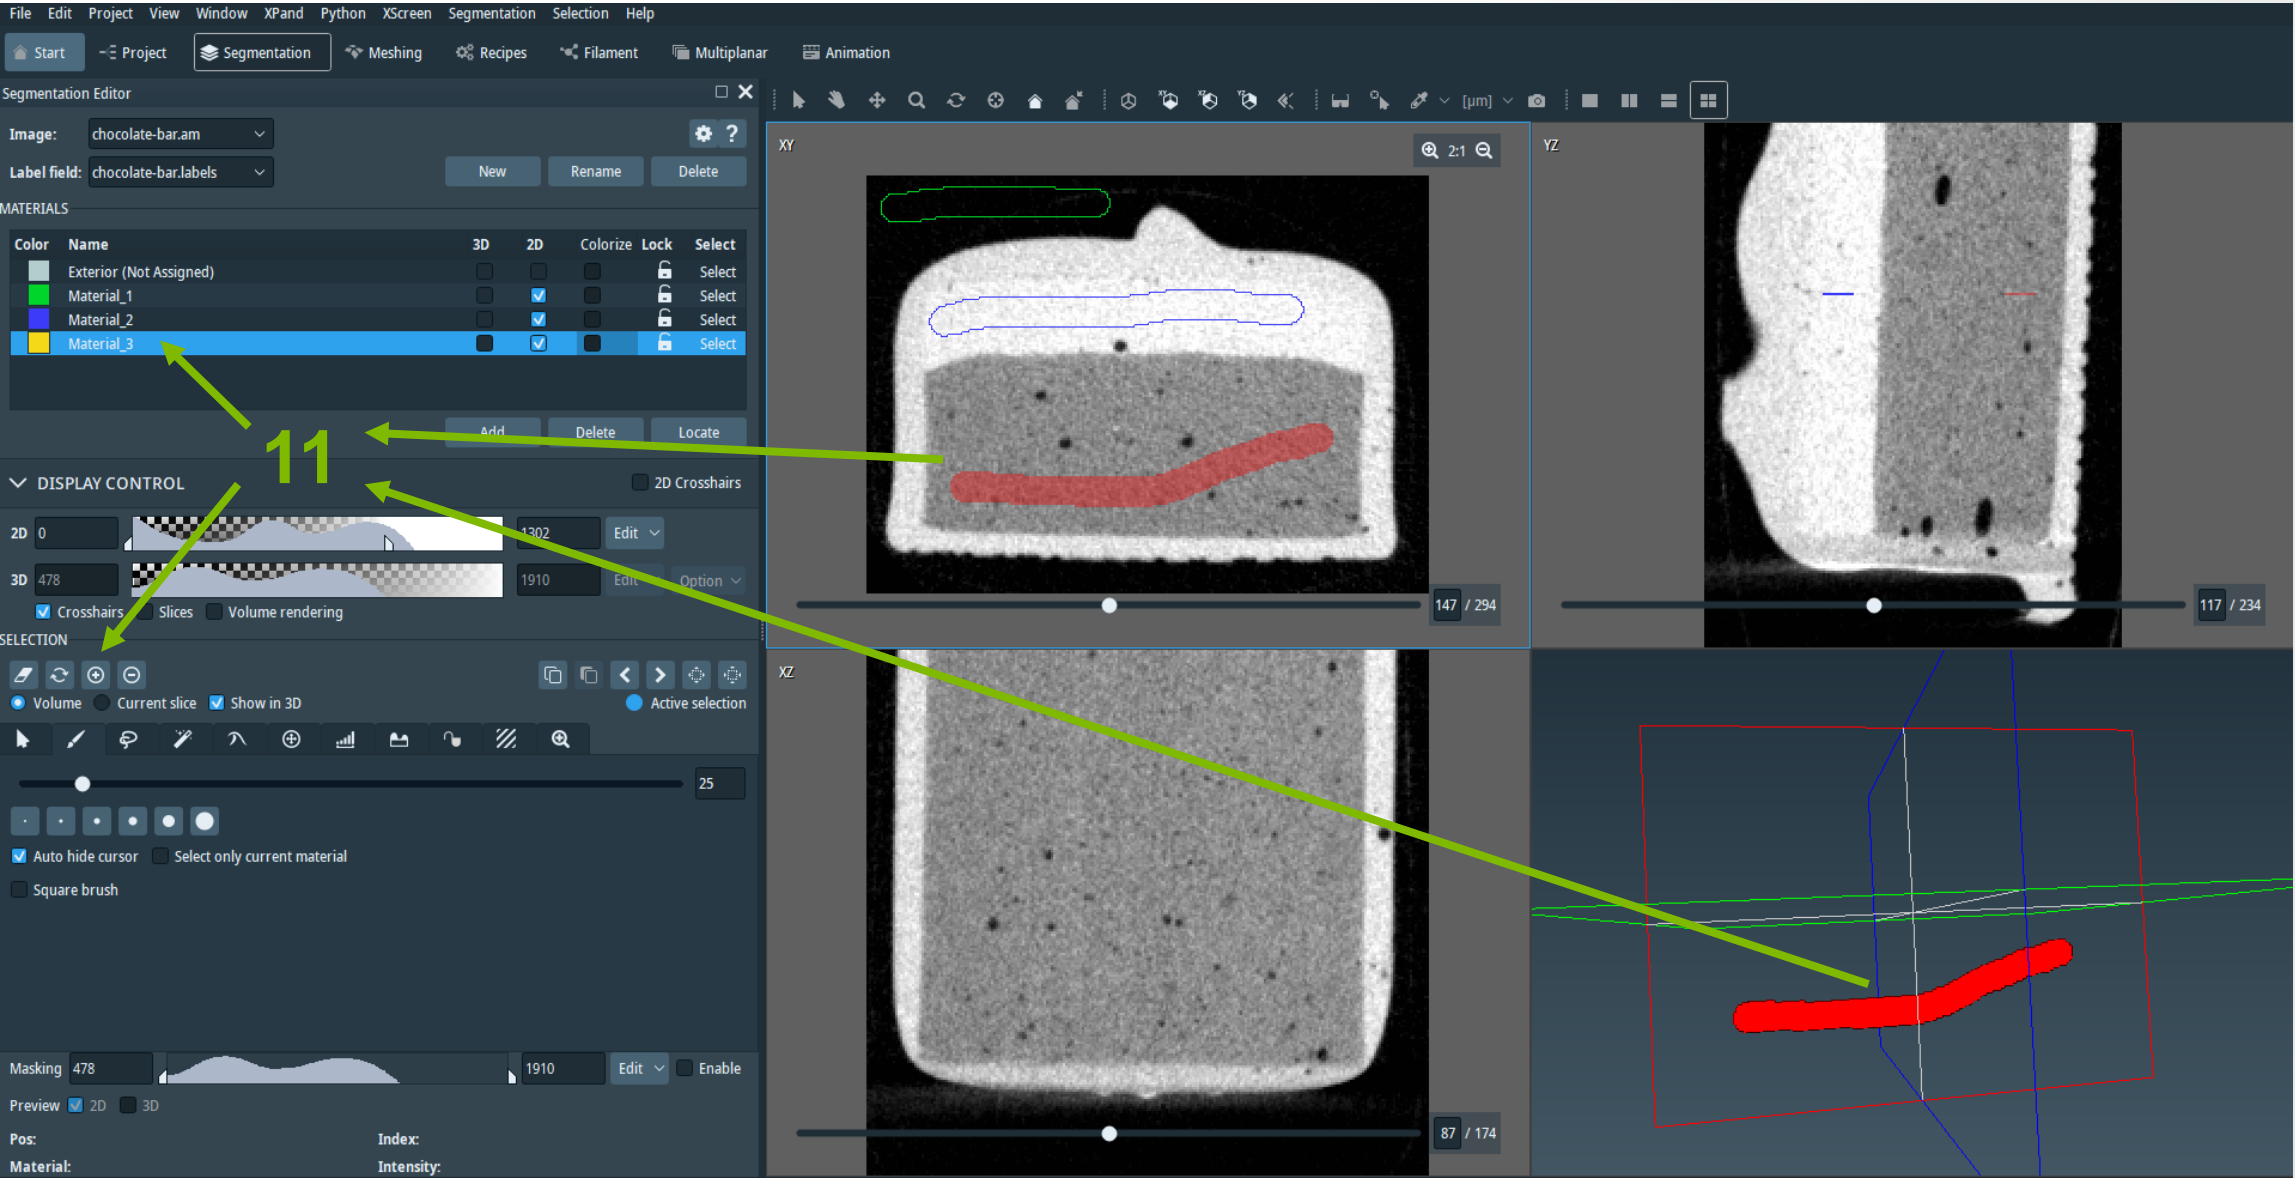 File Edit Project View Window XPand Python XScreen Segmentation Selection Help
Start Project Segmentation Meshing Recipes Filament Multiplanar Animation
Segmentation Editor
[µm]
Image: chocolate-bar.am ?
Label field: chocolate-bar.labels New Rename Delete
MATERIALS
Color Name 3D 2D Colorize Lock Select
Exterior (Not Assigned) Select
Material_1 Select
Material_2 Select
Material_3 Select
Add Delete Locate
11
DISPLAY CONTROL 2D Crosshairs
2D 0 1302 Edit
3D 478 1910 Edit Option
Crosshairs Slices Volume rendering
SELECTION
Volume Current slice Show in 3D Active selection
25
Auto hide cursor Select only current material
Square brush
Masking 478 1910 Edit Enable
Preview 2D 3D
Pos: Index:
Material: Intensity:
XY
2:1
147 / 294
YZ
XY XZ YZ
117 / 234
XZ
87 / 174